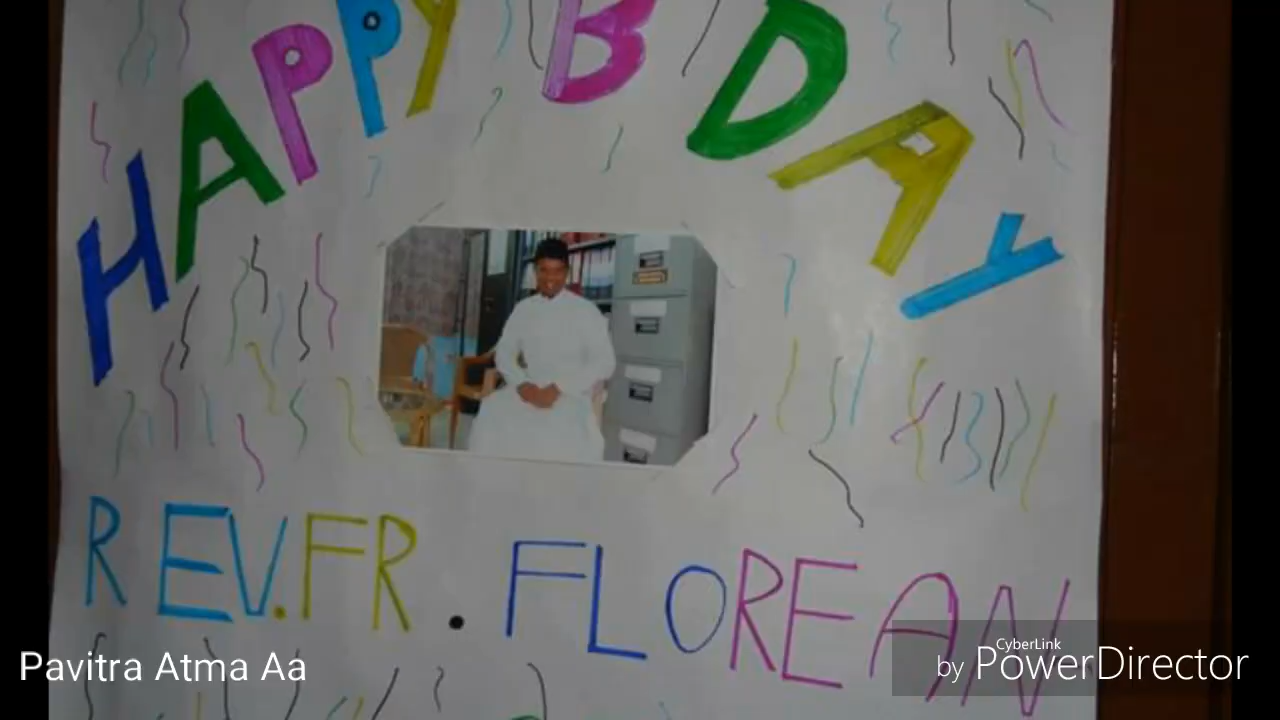 HAPPY B DAY
REV.FR. FLOREAN
Pavitra Atma Aa
CyberLink
by PowerDirector